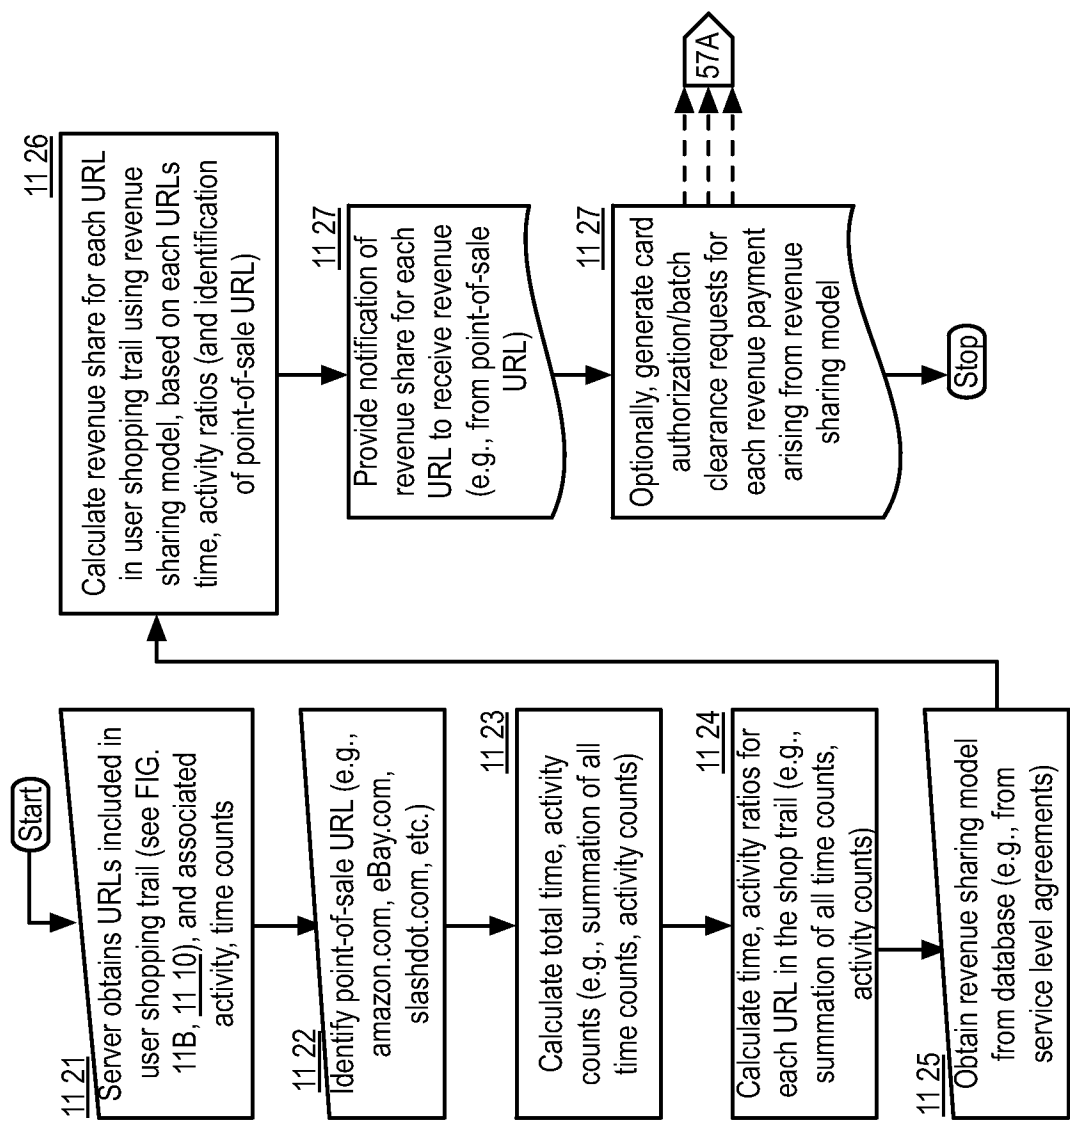 Start
11 21
Server obtains URLs included in
user shopping trail (see FIG.
11B, 11 10), and associated
activity, time counts
11 22
Identify point-of-sale URL (e.g.,
amazon.com, eBay.com,
slashdot.com, etc.)
11 23
Calculate total time, activity
counts (e.g., summation of all
time counts, activity counts)
11 24
Calculate time, activity ratios for
each URL in the shop trail (e.g.,
summation of all time counts,
activity counts)
11 25
Obtain revenue sharing model
from database (e.g., from
service level agreements)
11 26
Calculate revenue share for each URL
in user shopping trail using revenue
sharing model, based on each URLs
time, activity ratios (and identification
of point-of-sale URL)
11 27
Provide notification of
revenue share for each
URL to receive revenue
(e.g., from point-of-sale
URL)
11 27
Optionally, generate card
authorization/batch
clearance requests for
each revenue payment
arising from revenue
sharing model
57A
Stop